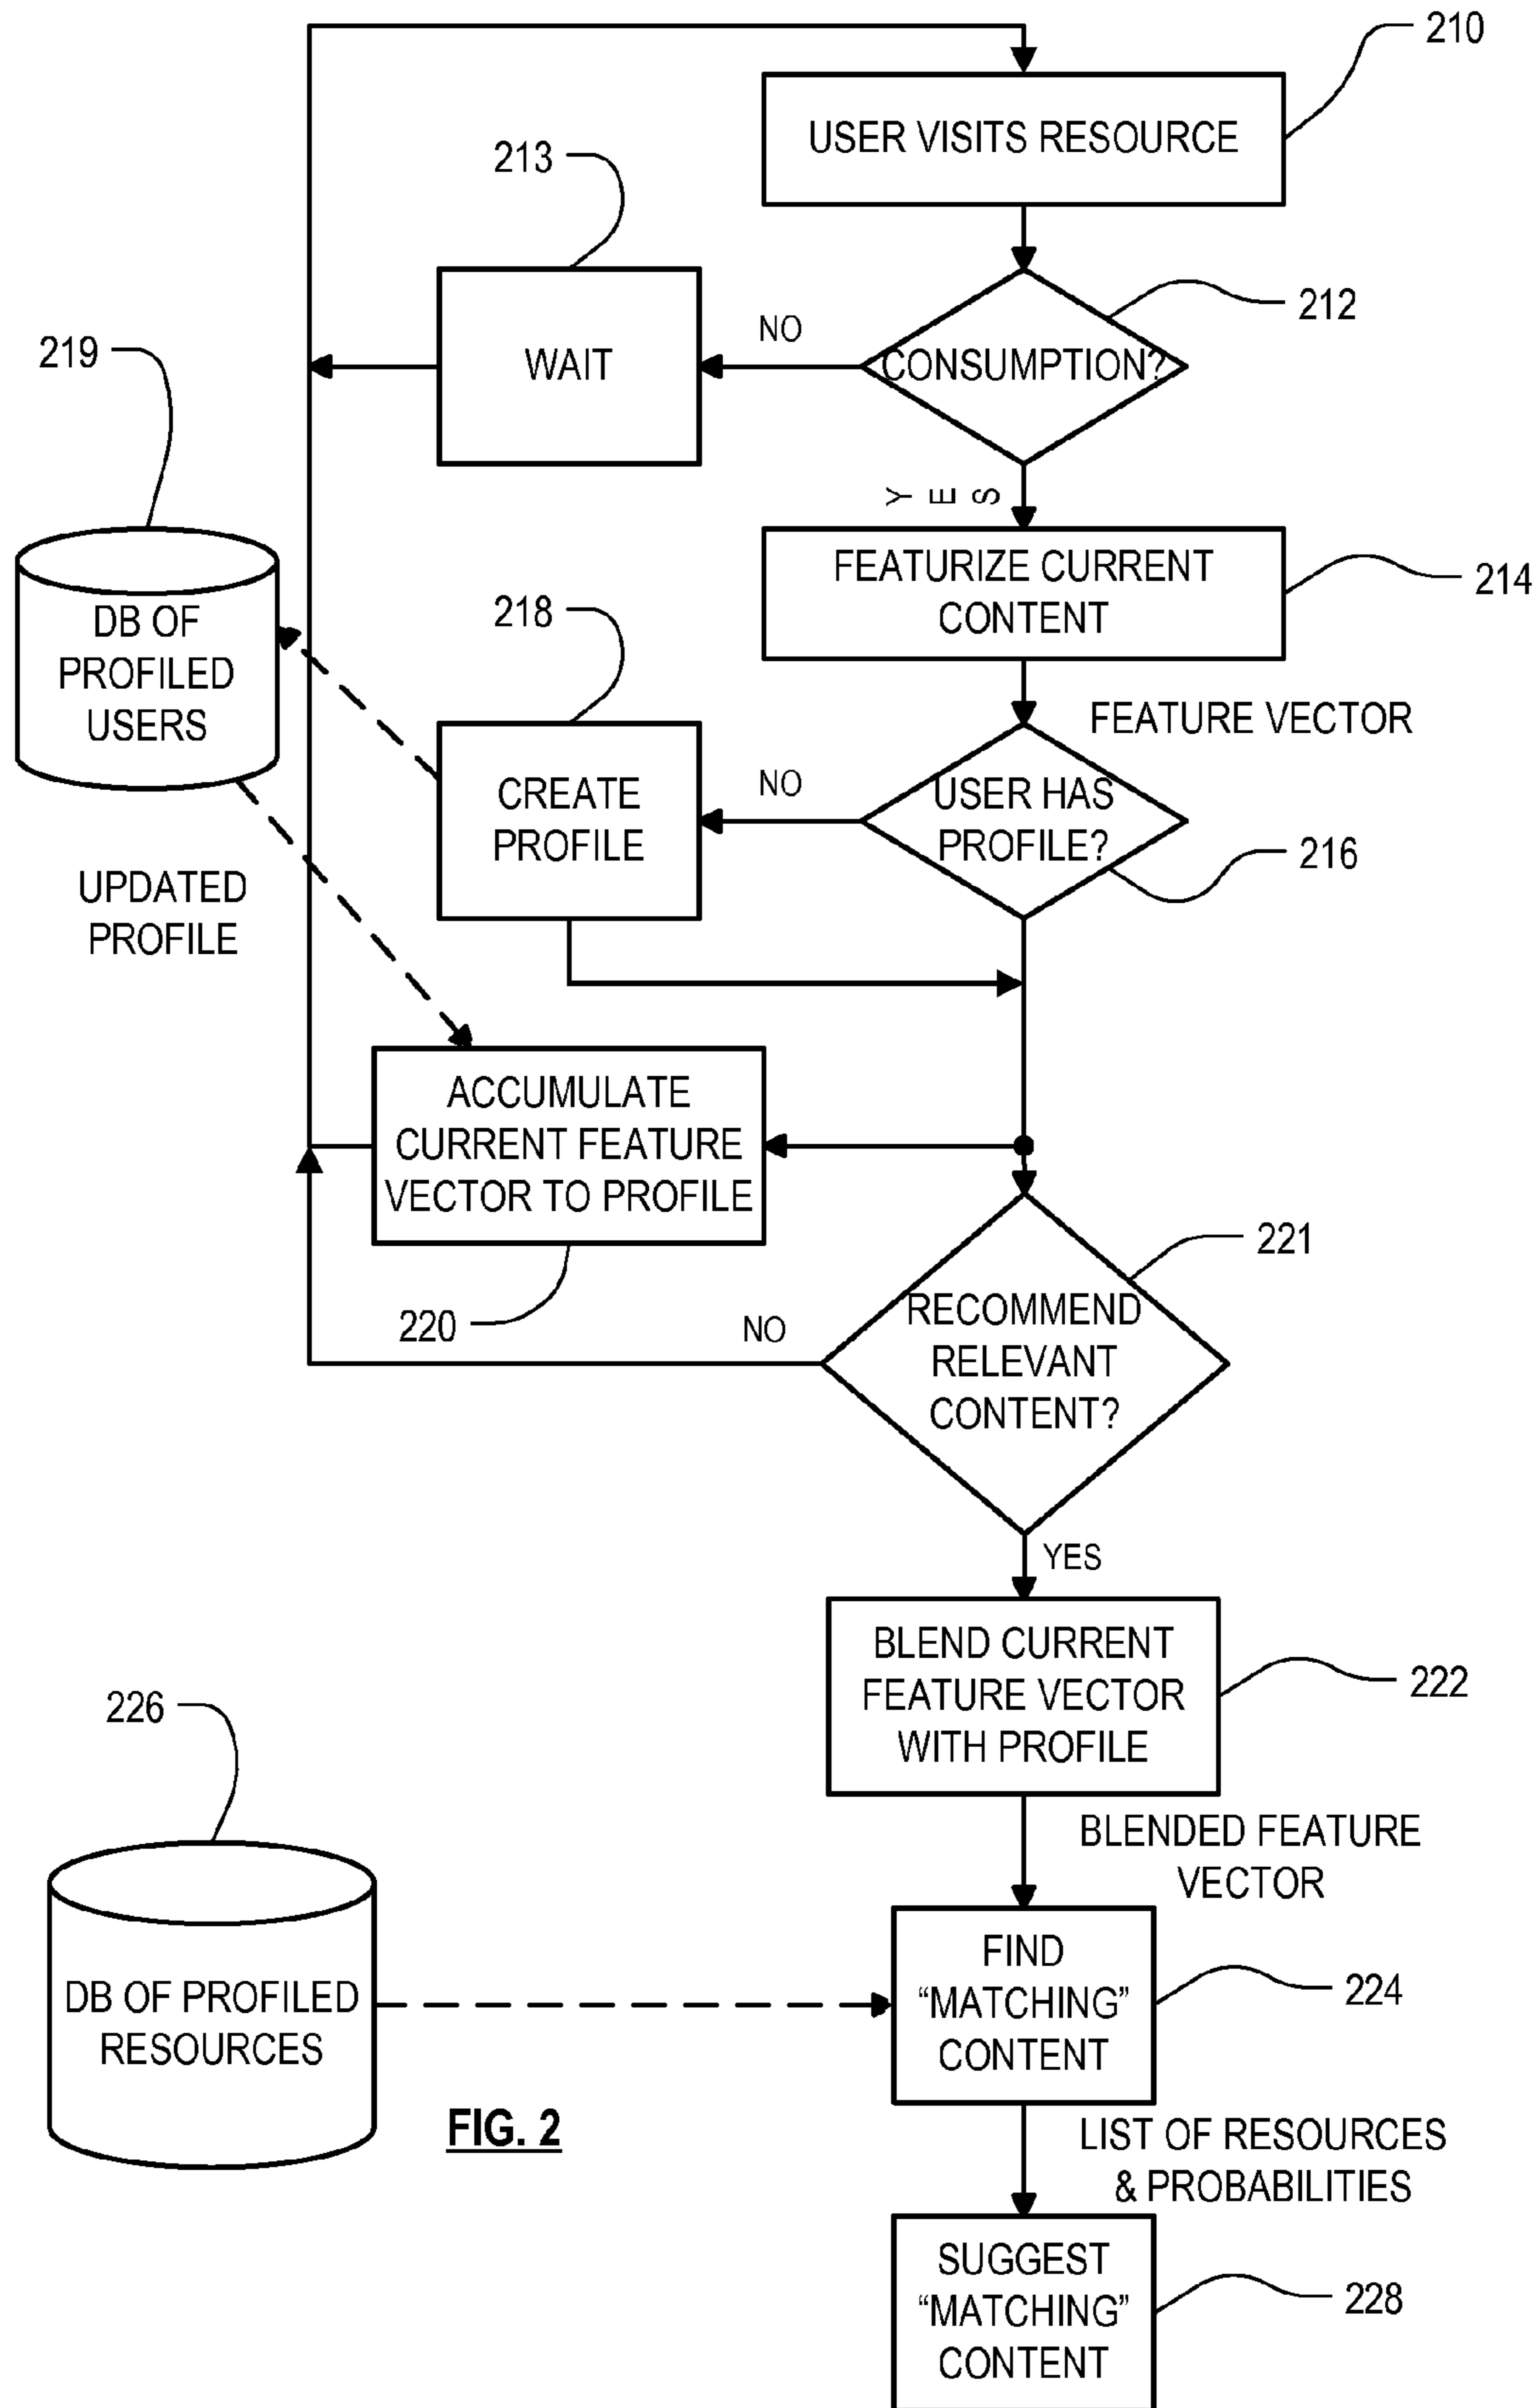 210
USER VISITS RESOURCE
213
212
NO
CONSUMPTION?
WAIT
219
YES
FEATURIZE CURRENT
CONTENT
214
218
DB OF
PROFILED
USERS
FEATURE VECTOR
NO
CREATE
PROFILE
USER HAS
PROFILE?
216
UPDATED
PROFILE
ACCUMULATE
CURRENT FEATURE
VECTOR TO PROFILE
221
220
NO
RECOMMEND
RELEVANT
CONTENT?
YES
BLEND CURRENT
FEATURE VECTOR
WITH PROFILE
222
226
BLENDED FEATURE
VECTOR
FIND
“MATCHING”
CONTENT
224
DB OF PROFILED
RESOURCES
FIG. 2
LIST OF RESOURCES
& PROBABILITIES
SUGGEST
“MATCHING”
CONTENT
228